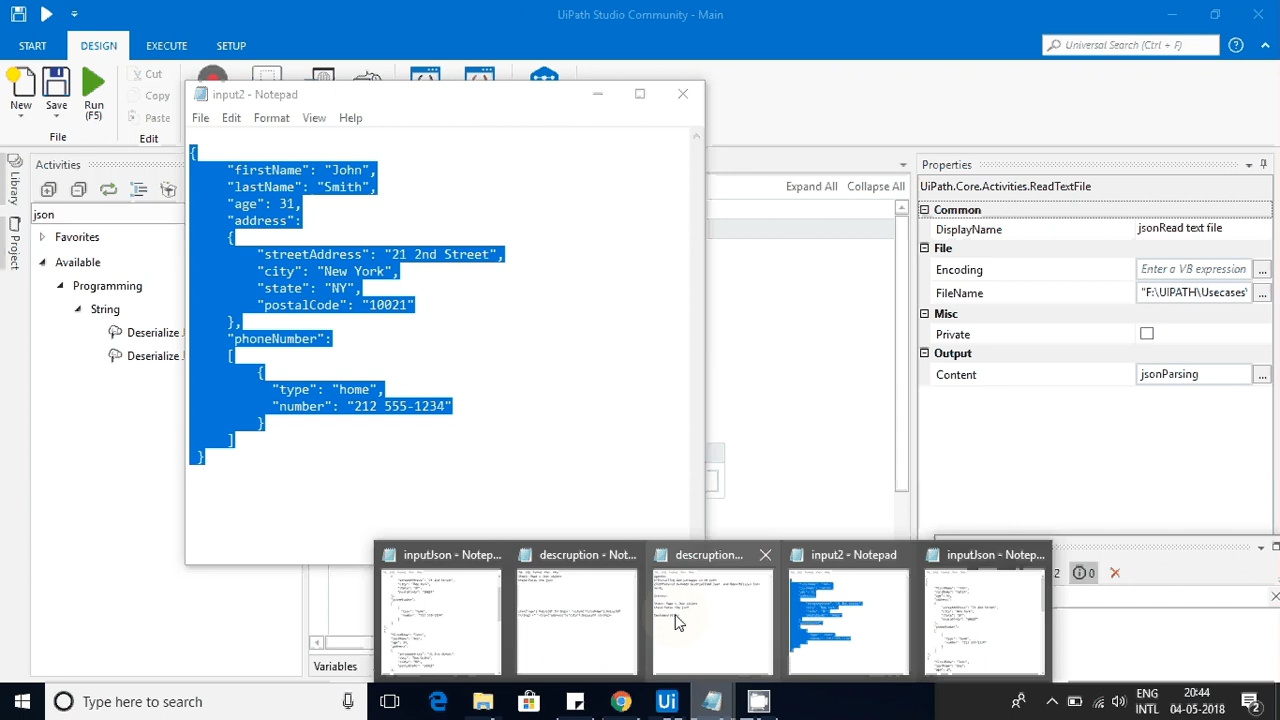 UiPath Studio Community - Main
START DESIGN EXECUTE SETUP
Universal Search (Ctrl + F)
New
Save
Run
(F5)
Cut
Copy
Paste
File
Edit
input2 - Notepad
File Edit Format View Help
{
"firstName": "John",
"lastName": "Smith",
"age": 31,
"address":
{
"streetAddress": "21 2nd Street",
"city": "New York",
"state": "NY",
"postalCode": "10021"
},
"phoneNumber":
[
{
"type": "home",
"number": "212 555-1234"
}
]
}
Library
Project
Activities
json
Favorites
Available
Programming
String
Deserialize
Deserialize
Expand All Collapse All
Properties
UiPath.Core.Activities.ReadTextFile
Common
DisplayName jsonRead text file
File
Encoding Enter a VB expression
FileName "F:\UIPATH\Usecases
Misc
Private
Output
Content jsonParsing
Variables
inputJson - Notep...
descruption - Not...
descruption...
input2 - Notepad
inputJson - Notep...
2
Type here to search
ENG
INTL
20:44
04-05-2018
2